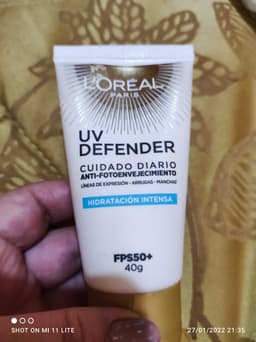 L'ORÉAL
PARIS
UV
DEFENDER
CUIDADO DIARIO
ANTI-FOTOENVEJECIMIENTO
LÍNEAS DE EXPRESIÓN - ARRUGAS - MANCHAS
HIDRATACIÓN INTENSA
FPS50+
40g
SHOT ON MI 11 LITE
27/01/2022 21:35